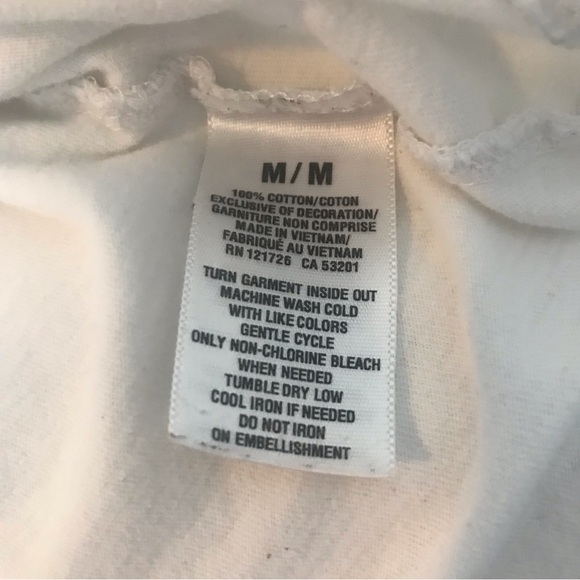 M/M
100% COTTON/COTON
EXCLUSIVE OF DECORATION/
GARNITURE NON COMPRISE
MADE IN VIETNAM/
FABRIQUÉ AU VIETNAM
RN 121726 CA 53201
TURN GARMENT INSIDE OUT
MACHINE WASH COLD
WITH LIKE COLORS
GENTLE CYCLE
ONLY NON-CHLORINE BLEACH
WHEN NEEDED
TUMBLE DRY LOW
COOL IRON IF NEEDED
DO NOT IRON
ON EMBELLISHMENT